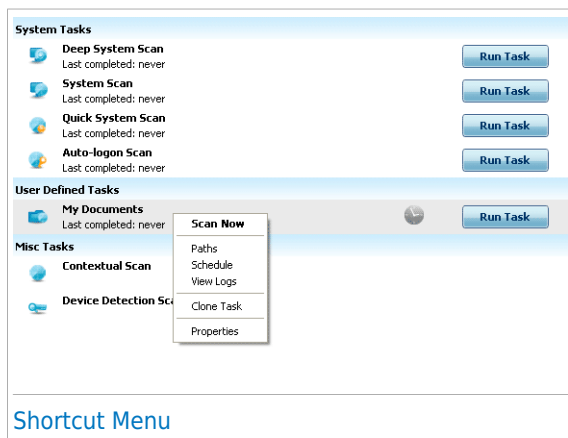 System Tasks
Deep System Scan
Last completed: never
Run Task
System Scan
Last completed: never
Run Task
Quick System Scan
Last completed: never
Run Task
Auto-logon Scan
Last completed: never
Run Task
User Defined Tasks
My Documents
Last completed: never
Run Task
Scan Now
Paths
Schedule
View Logs
Clone Task
Properties
Misc Tasks
Contextual Scan
Device Detection Sca
Shortcut Menu